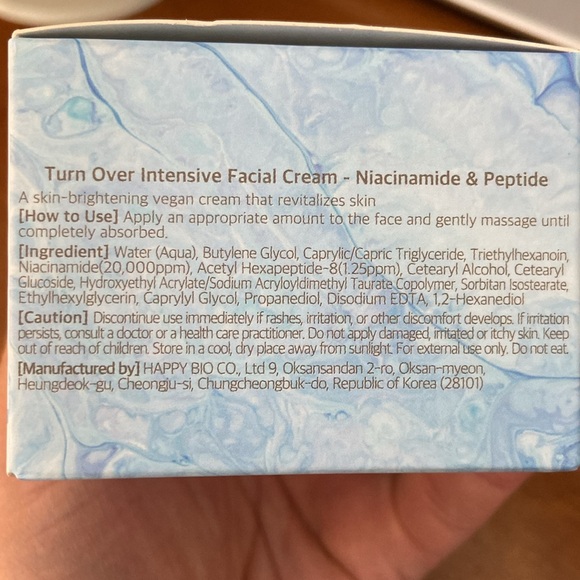 Turn Over Intensive Facial Cream - Niacinamide & Peptide
A skin-brightening vegan cream that revitalizes skin
[How to Use] Apply an appropriate amount to the face and gently massage until
completely absorbed.
[Ingredient] Water (Aqua), Butylene Glycol, Caprylic/Capric Triglyceride, Triethylhexanoin,
Niacinamide(20,000ppm), Acetyl Hexapeptide-8(1.25ppm), Cetearyl Alcohol, Cetearyl
Glucoside, Hydroxyethyl Acrylate/Sodium Acryloyldimethyl Taurate Copolymer, Sorbitan Isostearate,
Ethylhexylglycerin, Caprylyl Glycol, Propanediol, Disodium EDTA, 1,2-Hexanediol
[Caution] Discontinue use immediately if rashes, irritation, or other discomfort develops. If irritation
persists, consult a doctor or a health care practitioner. Do not apply damaged, irritated or itchy skin. Keep
out of reach of children. Store in a cool, dry place away from sunlight. For external use only. Do not eat.
[Manufactured by] HAPPY BIO CO., Ltd 9, Oksansandan 2-ro, Oksan-myeon,
Heungdeok-gu, Cheongju-si, Chungcheongbuk-do, Republic of Korea (28101)